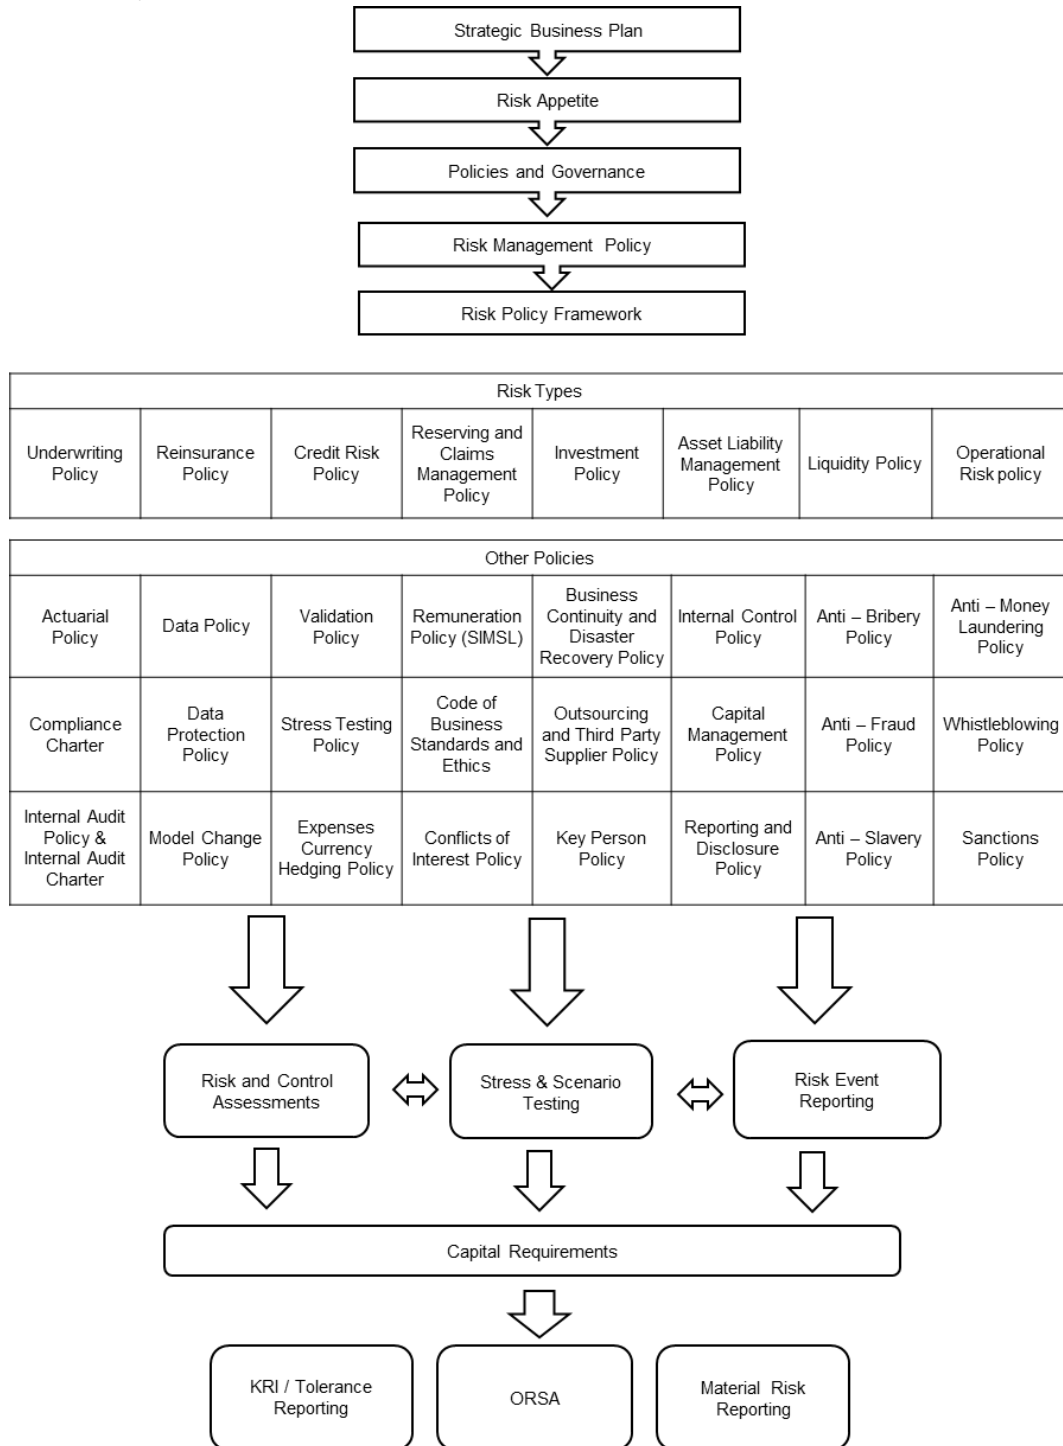 Strategic Business Plan
Risk Appetite
Policies and Governance
Risk Management Policy
Risk Policy Framework
Risk Types
Underwriting
Policy
Reinsurance
Policy
Credit Risk
Policy
Reserving and
Claims
Management
Policy
Investment
Policy
Asset Liability
Management
Policy
Liquidity Policy
Operational
Risk policy
Other Policies
Actuarial
Policy
Data Policy
Validation
Policy
Remuneration
Policy (SIMSL)
Business
Continuity and
Disaster
Recovery Policy
Internal Control
Policy
Anti – Bribery
Policy
Anti – Money
Laundering
Policy
Compliance
Charter
Data
Protection
Policy
Stress Testing
Policy
Code of
Business
Standards and
Ethics
Outsourcing
and Third Party
Supplier Policy
Capital
Management
Policy
Anti – Fraud
Policy
Whistleblowing
Policy
Internal Audit
Policy &
Internal Audit
Charter
Model Change
Policy
Expenses
Currency
Hedging Policy
Conflicts of
Interest Policy
Key Person
Policy
Reporting and
Disclosure
Policy
Anti – Slavery
Policy
Sanctions
Policy
Risk and Control
Assessments
Stress & Scenario
Testing
Risk Event
Reporting
Capital Requirements
KRI / Tolerance
Reporting
ORSA
Material Risk
Reporting